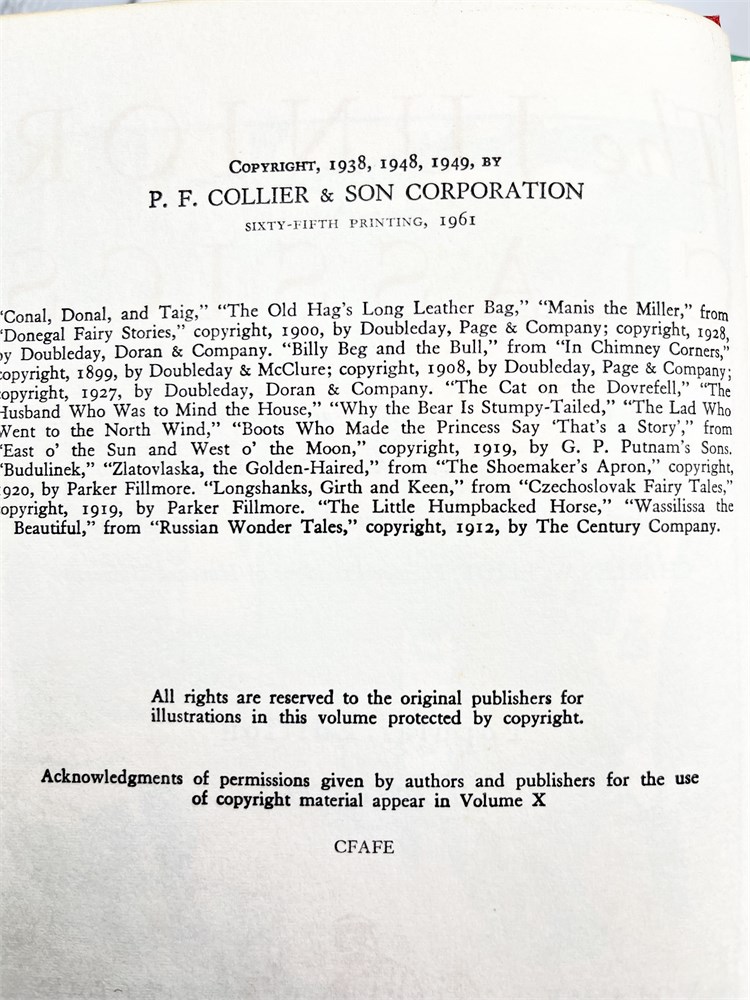 The JUNIOR
CLASSICS
COPYRIGHT, 1938, 1948, 1949, BY
P. F. COLLIER & SON CORPORATION
SIXTY-FIFTH PRINTING, 1961
"Conal, Donal, and Taig," "The Old Hag's Long Leather Bag," "Manis the Miller," from
"Donegal Fairy Stories," copyright, 1900, by Doubleday, Page & Company; copyright, 1928,
by Doubleday, Doran & Company. "Billy Beg and the Bull," from "In Chimney Corners,"
copyright, 1899, by Doubleday & McClure; copyright, 1908, by Doubleday, Page & Company;
copyright, 1927, by Doubleday, Doran & Company. "The Cat on the Dovrefell," "The
Husband Who Was to Mind the House," "Why the Bear Is Stumpy-Tailed," "The Lad Who
Went to the North Wind," "Boots Who Made the Princess Say 'That's a Story'," from
"East o' the Sun and West o' the Moon," copyright, 1919, by G. P. Putnam's Sons.
"Budulinek," "Zlatovlaska, the Golden-Haired," from "The Shoemaker's Apron," copyright,
1920, by Parker Fillmore. "Longshanks, Girth and Keen," from "Czechoslovak Fairy Tales,"
copyright, 1919, by Parker Fillmore. "The Little Humpbacked Horse," "Wassilissa the
Beautiful," from "Russian Wonder Tales," copyright, 1912, by The Century Company.
All rights are reserved to the original publishers for
illustrations in this volume protected by copyright.
Acknowledgments of permissions given by authors and publishers for the use
of copyright material appear in Volume X
CFAFE